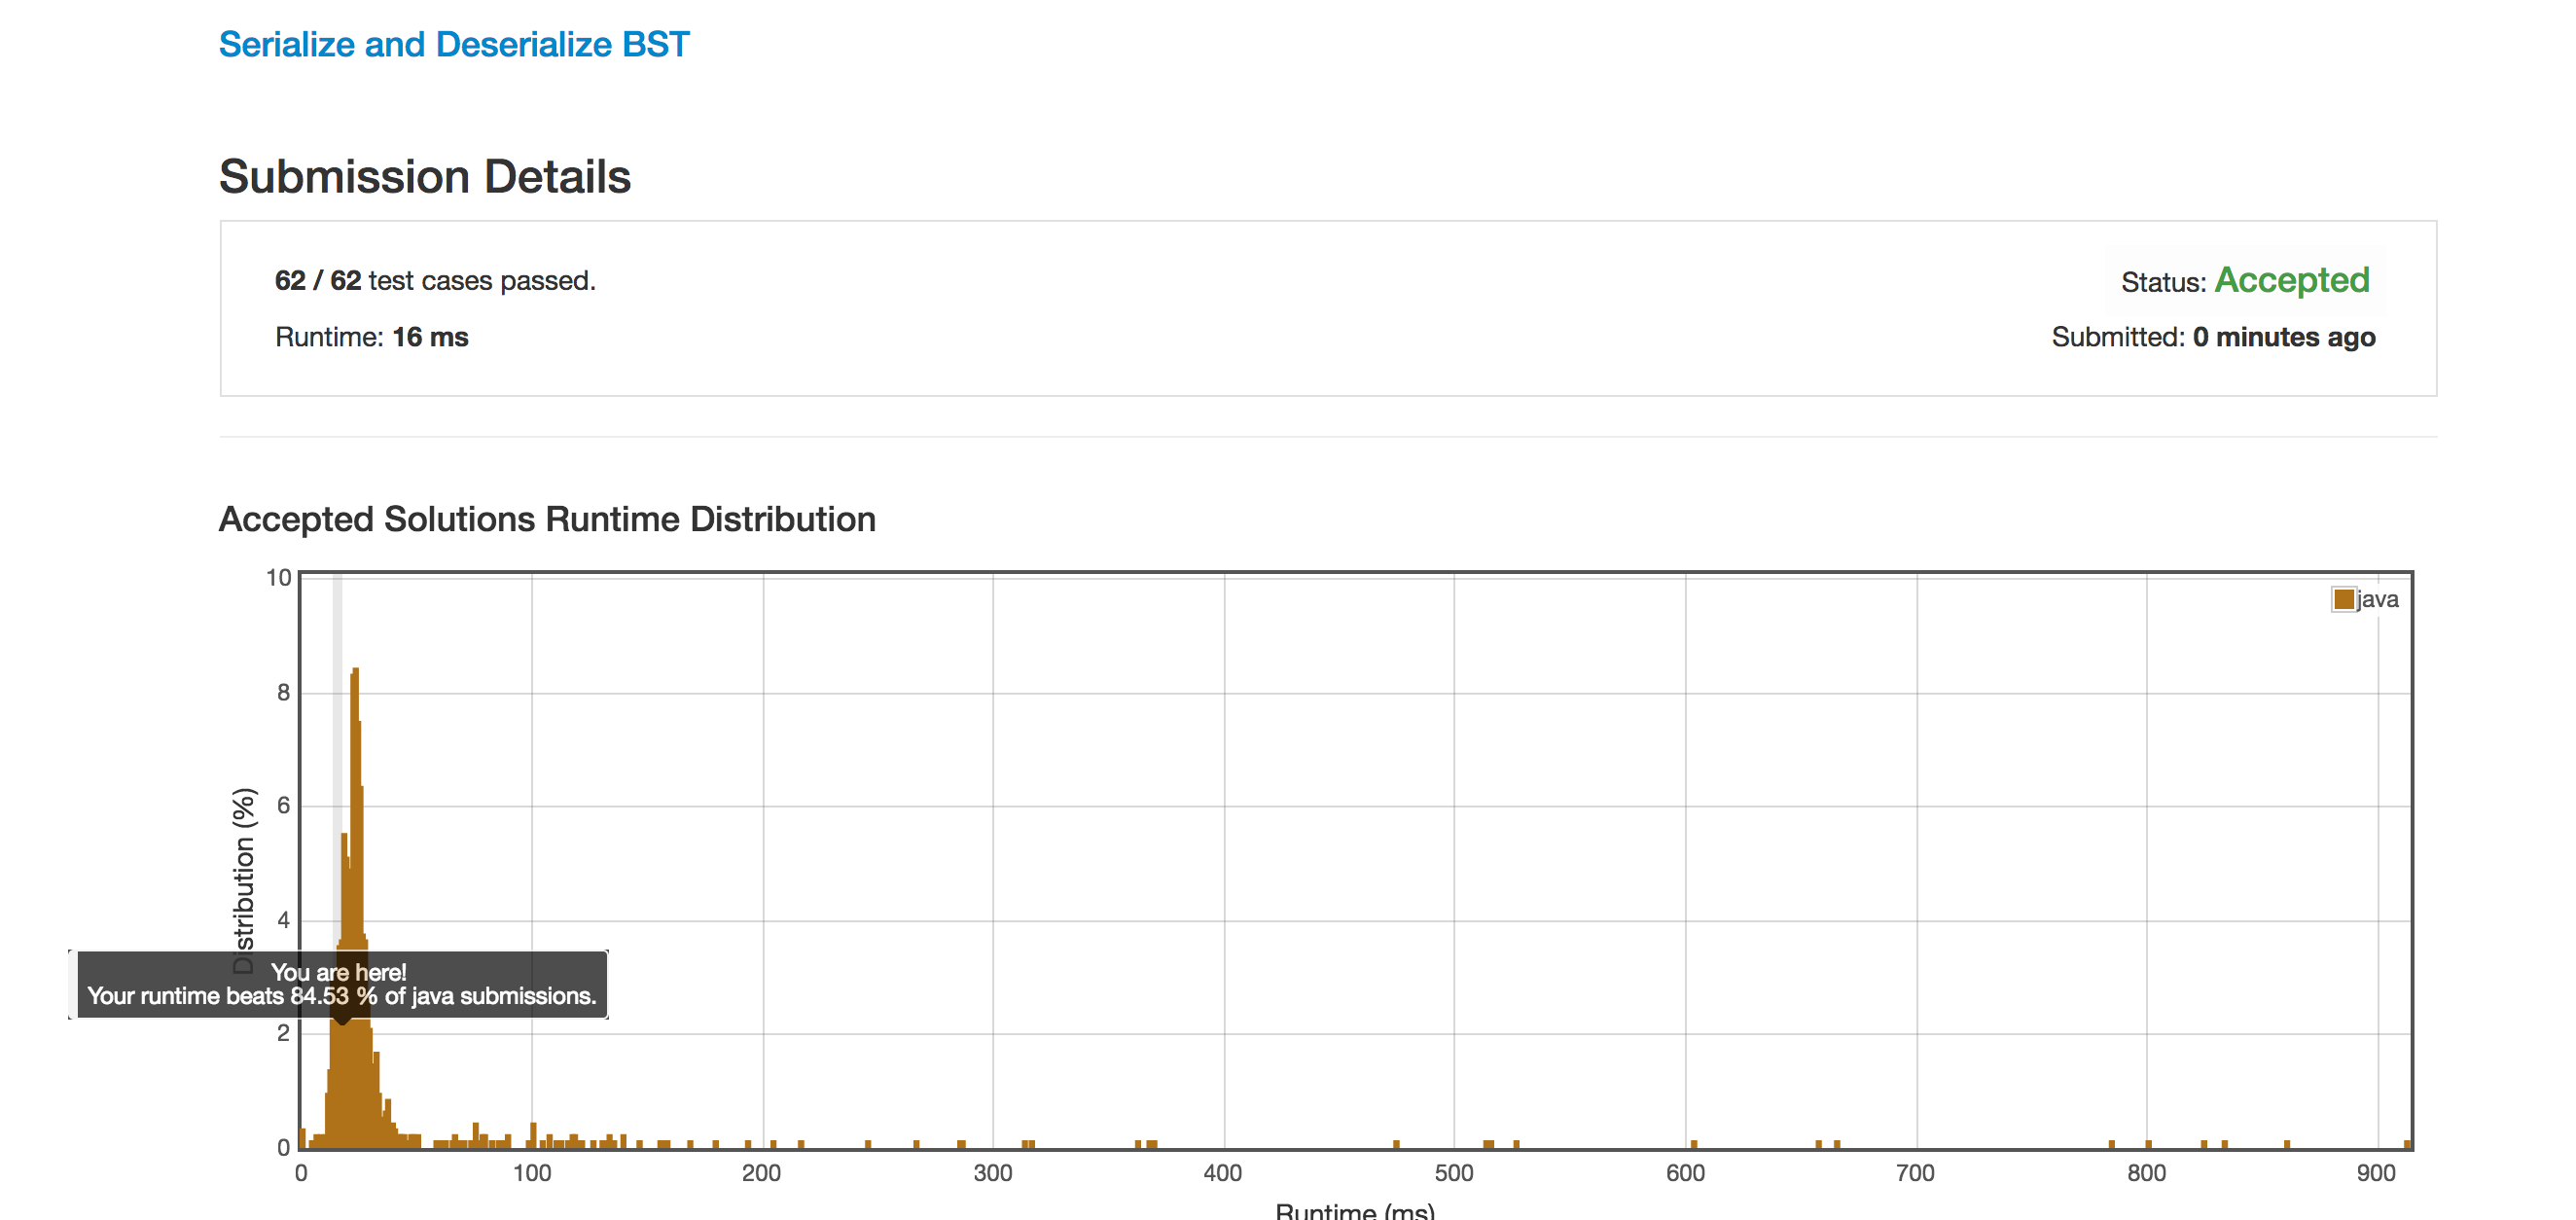 Serialize and Deserialize BST
Submission Details
62 / 62 test cases passed.
Status: Accepted
Runtime: 16 ms
Submitted: 0 minutes ago
Accepted Solutions Runtime Distribution
10
8
6
4
2
0
Distribution (%)
java
You are here!
Your runtime beats 84.53 % of java submissions.
0 100 200 300 400 500 600 700 800 900
Runtime (ms)